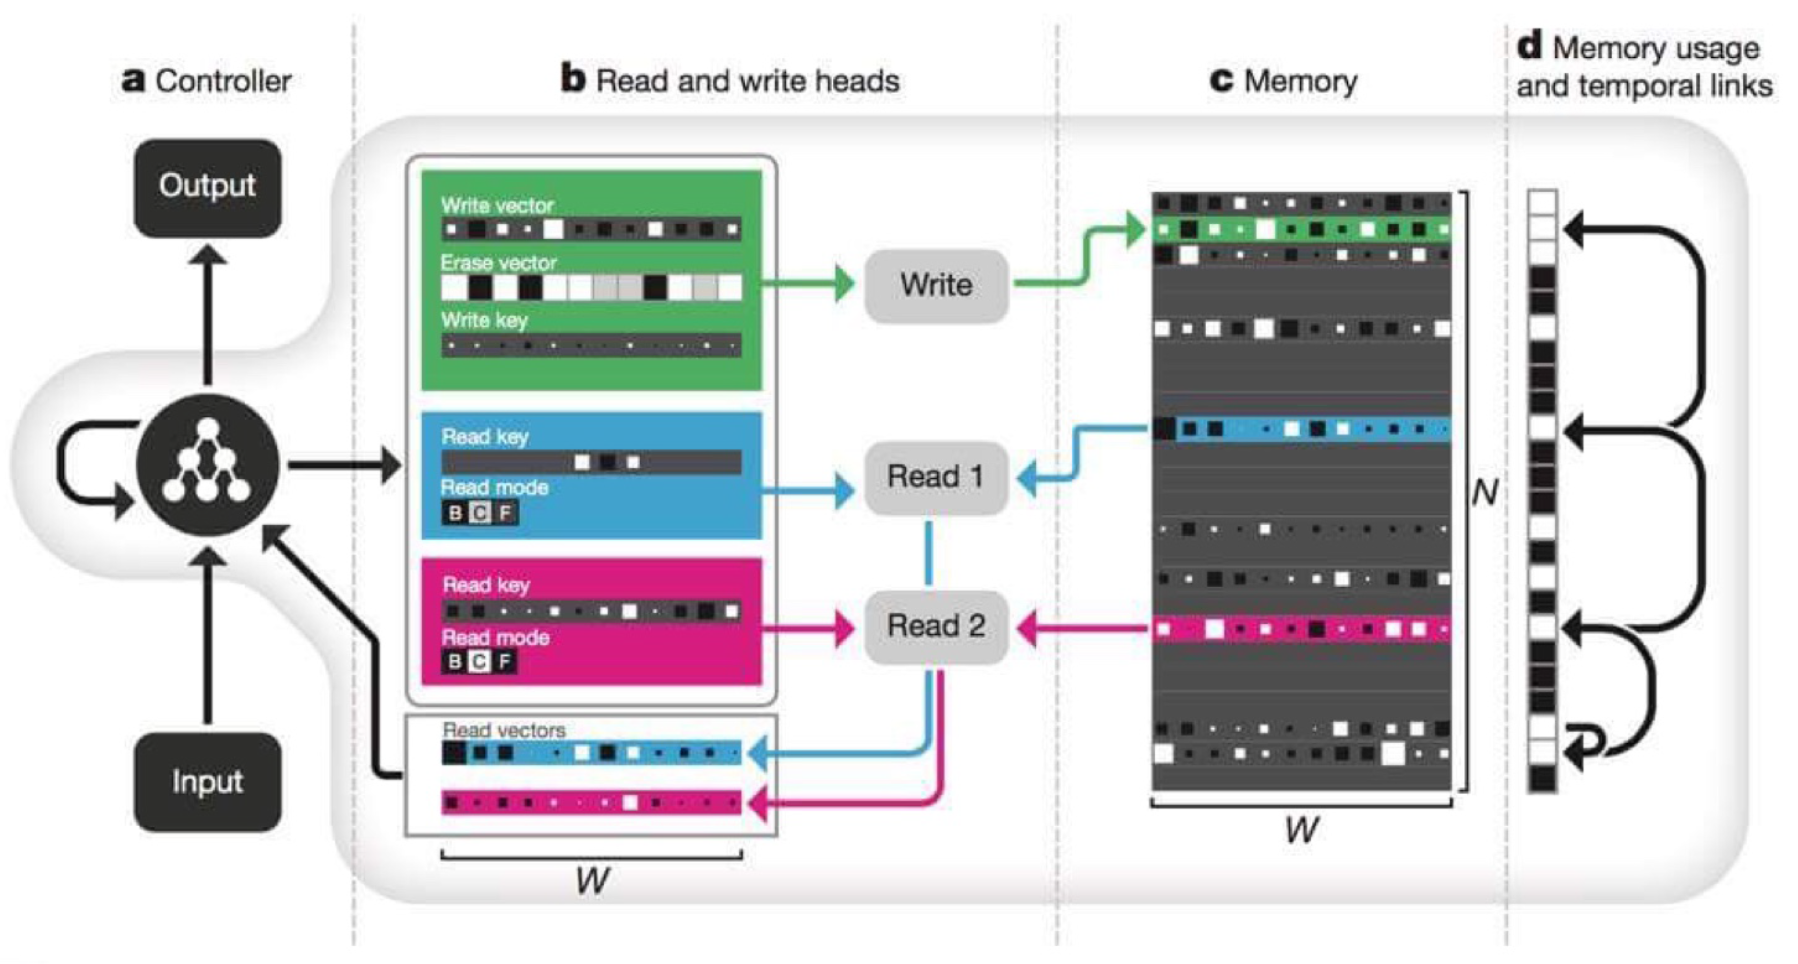 a Controller
b Read and write heads
c Memory
d Memory usage
and temporal links
Output
Input
Write vector
Erase vector
Write key
Read key
Read mode
B C F
Read key
Read mode
B C F
Read vectors
W
Write
Read 1
Read 2
N
W